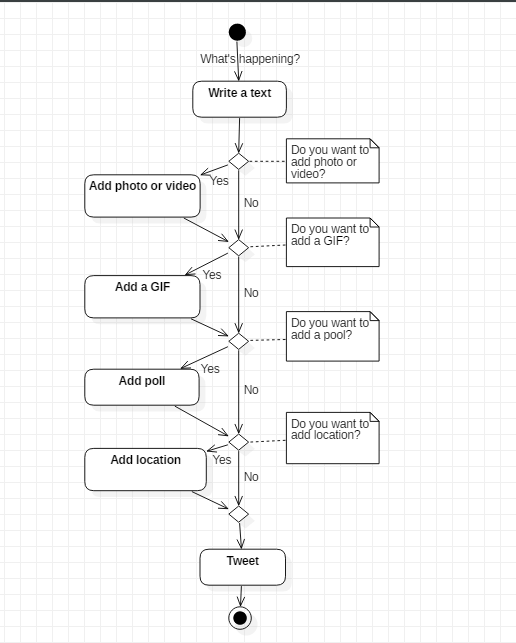 What's happening?
Write a text
Do you want to
add photo or
video?
Yes
Add photo or video
No
Do you want to
add a GIF?
Yes
Add a GIF
No
Do you want to
add a pool?
Yes
Add poll
No
Do you want to
add location?
Yes
Add location
No
Tweet